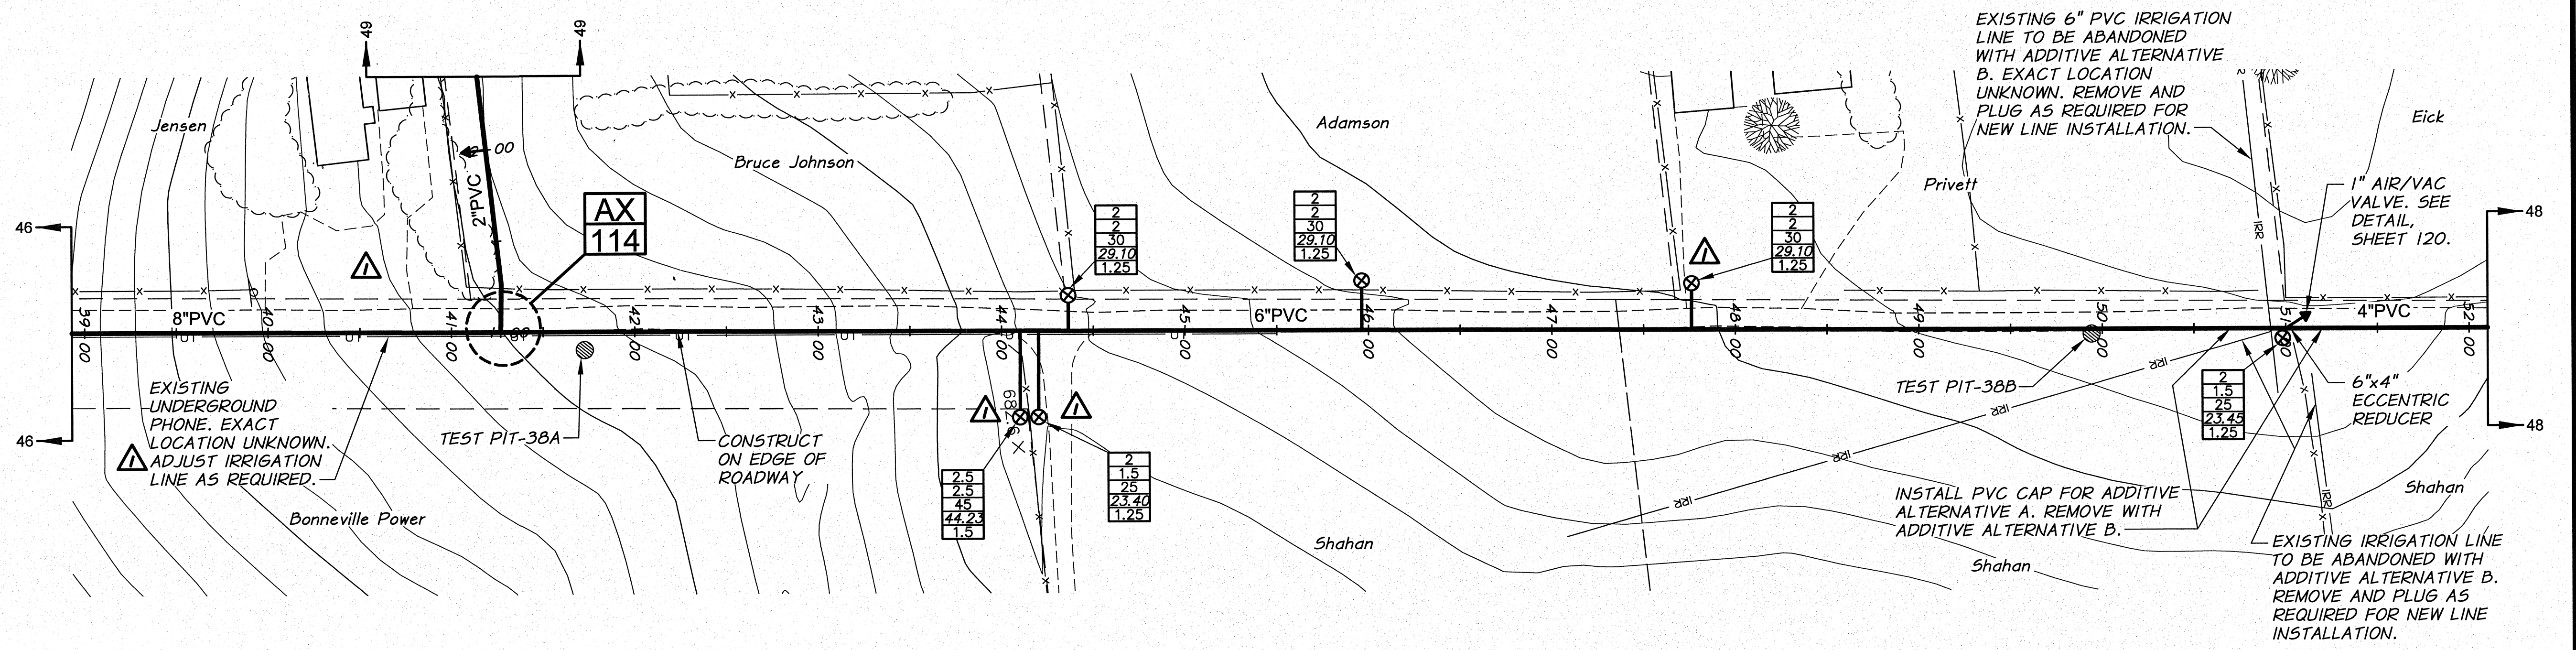 49
49
EXISTING 6" PVC IRRIGATION
LINE TO BE ABANDONED
WITH ADDITIVE ALTERNATIVE
B. EXACT LOCATION
UNKNOWN. REMOVE AND
PLUG AS REQUIRED FOR
NEW LINE INSTALLATION.
Jensen
Bruce Johnson
Adamson
Privett
Eick
1" AIR/VAC
VALVE. SEE
DETAIL,
SHEET 120.
00
2"PVC
AX
114
2
2
30
29.10
1.25
2
2
30
29.10
1.25
2
2
30
29.10
1.25
46
48
8"PVC
6"PVC
4"PVC
39+00
40+00
41+00
42+00
43+00
44+00
45+00
46+00
47+00
48+00
49+00
50+00
51+00
52+00
IRR
IRR
IRR
IRR
IRR
IRR
EXISTING
UNDERGROUND
PHONE. EXACT
LOCATION UNKNOWN.
ADJUST IRRIGATION
LINE AS REQUIRED.
46
TEST PIT-38A
CONSTRUCT
ON EDGE OF
ROADWAY
2.5
2.5
45
44.23
1.5
2
1.5
25
23.40
1.25
TEST PIT-38B
2
1.5
25
23.45
1.25
6"x4"
ECCENTRIC
REDUCER
48
Bonneville Power
Shahan
INSTALL PVC CAP FOR ADDITIVE
ALTERNATIVE A. REMOVE WITH
ADDITIVE ALTERNATIVE B.
Shahan
Shahan
EXISTING IRRIGATION LINE
TO BE ABANDONED WITH
ADDITIVE ALTERNATIVE B.
REMOVE AND PLUG AS
REQUIRED FOR NEW LINE
INSTALLATION.